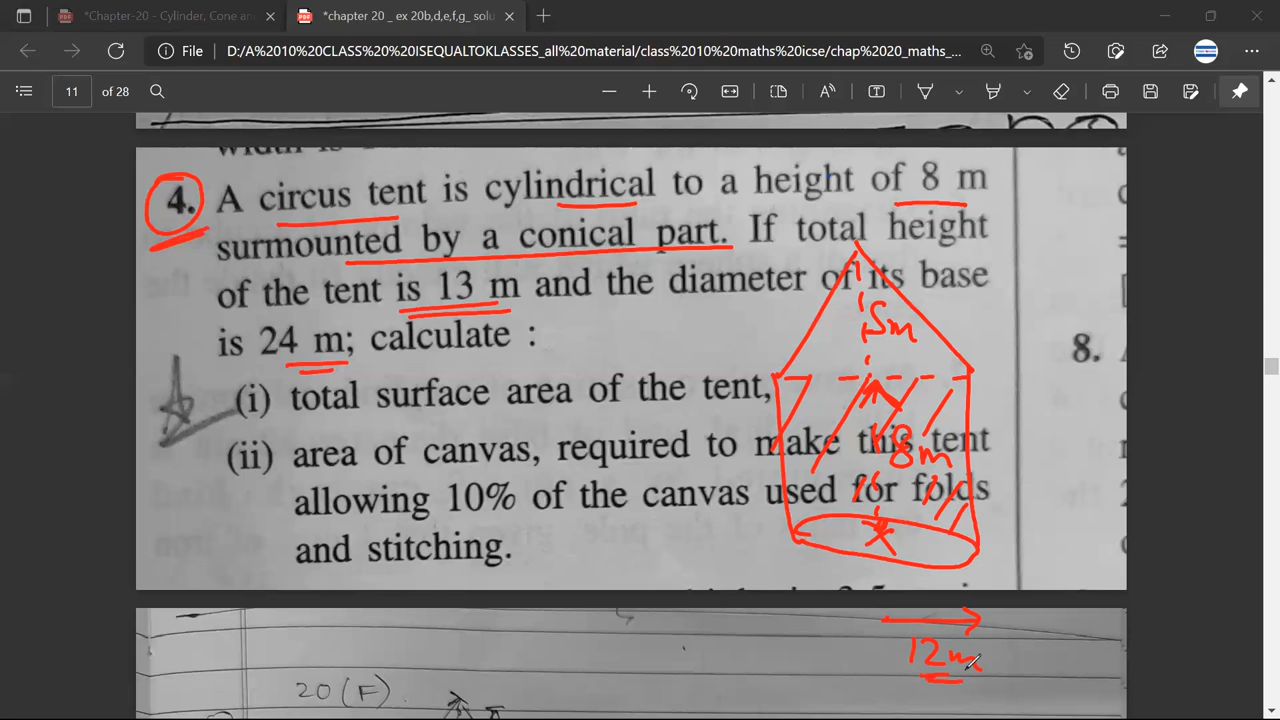 *Chapter-20 - Cylinder, Cone an
*chapter 20 _ ex 20b,d,e,f,g_ solu
File
D:/A%2010%20CLASS%20%20ISEQUALTOKLASSES_all%20material/class%2010%20maths%20icse/chap%2020_maths_...
11 of 28
4. A circus tent is cylindrical to a height of 8 m
surmounted by a conical part. If total height
of the tent is 13 m and the diameter of its base
is 24 m; calculate :
(i) total surface area of the tent,
(ii) area of canvas, required to make this tent
allowing 10% of the canvas used for folds
and stitching.
5m
8m
8.
12m
20(F)